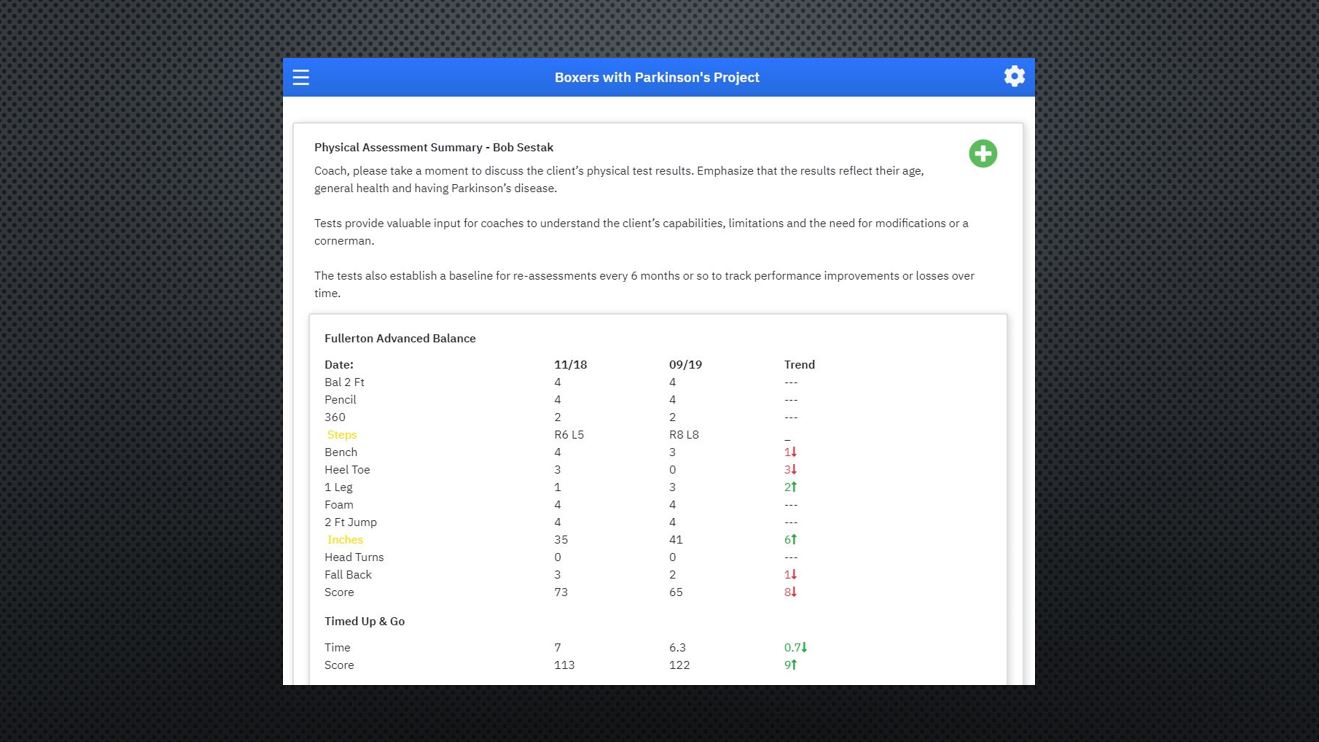 Boxers with Parkinson's Project
Physical Assessment Summary - Bob Sestak
Coach, please take a moment to discuss the client’s physical test results. Emphasize that the results reflect their age,
general health and having Parkinson’s disease.
Tests provide valuable input for coaches to understand the client’s capabilities, limitations and the need for modifications or a
cornerman.
The tests also establish a baseline for re-assessments every 6 months or so to track performance improvements or losses over
time.
Fullerton Advanced Balance
Date: 11/18 09/19 Trend
Bal 2 Ft 4 4 ---
Pencil 4 4 ---
360 2 2 ---
Steps R6 L5 R8 L8 _
Bench 4 3 1↓
Heel Toe 3 0 3↓
1 Leg 1 3 2↑
Foam 4 4 ---
2 Ft Jump 4 4 ---
Inches 35 41 6↑
Head Turns 0 0 ---
Fall Back 3 2 1↓
Score 73 65 8↓
Timed Up & Go
Time 7 6.3 0.7↓
Score 113 122 9↑